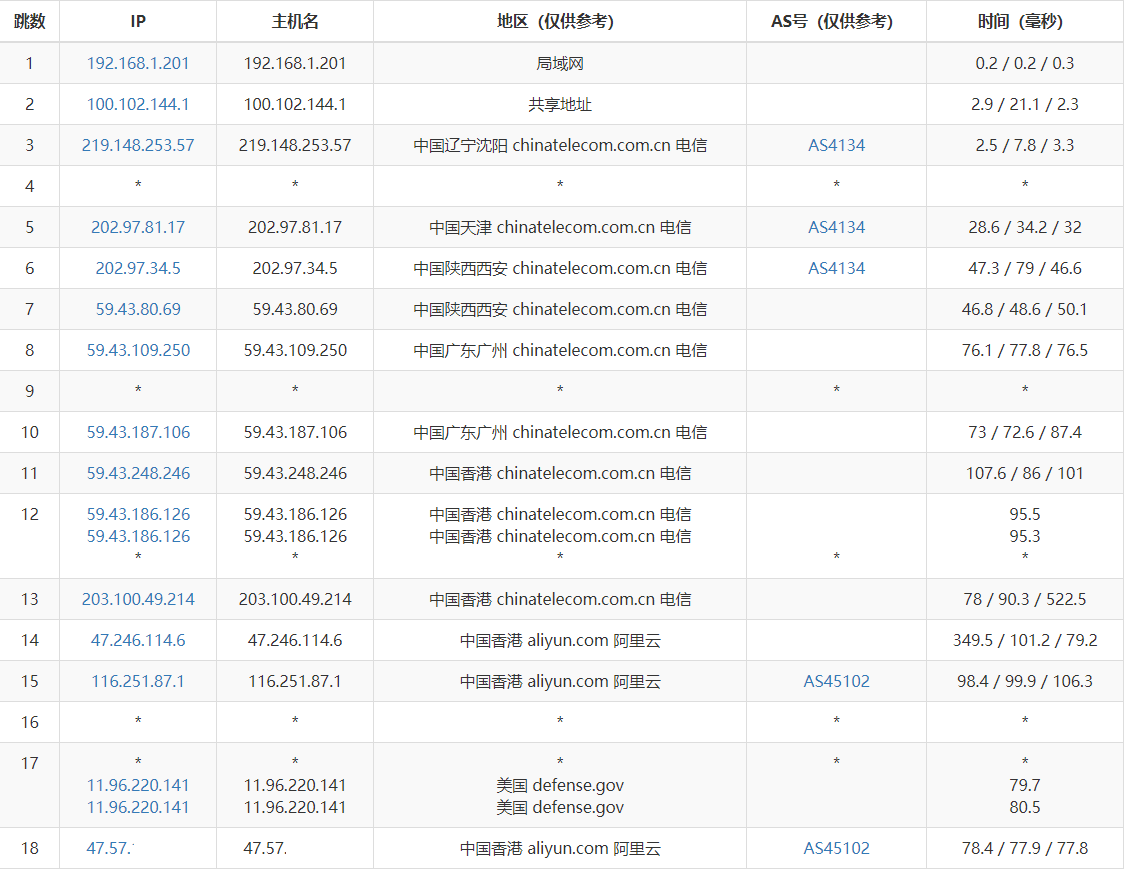 跳数 IP 主机名 地区（仅供参考） AS号（仅供参考） 时间（毫秒）
1 192.168.1.201 192.168.1.201 局域网 0.2 / 0.2 / 0.3
2 100.102.144.1 100.102.144.1 共享地址 2.9 / 21.1 / 2.3
3 219.148.253.57 219.148.253.57 中国辽宁沈阳 chinatelecom.com.cn 电信 AS4134 2.5 / 7.8 / 3.3
4 * * * * *
5 202.97.81.17 202.97.81.17 中国天津 chinatelecom.com.cn 电信 AS4134 28.6 / 34.2 / 32
6 202.97.34.5 202.97.34.5 中国陕西西安 chinatelecom.com.cn 电信 AS4134 47.3 / 79 / 46.6
7 59.43.80.69 59.43.80.69 中国陕西西安 chinatelecom.com.cn 电信 46.8 / 48.6 / 50.1
8 59.43.109.250 59.43.109.250 中国广东广州 chinatelecom.com.cn 电信 76.1 / 77.8 / 76.5
9 * * * * *
10 59.43.187.106 59.43.187.106 中国广东广州 chinatelecom.com.cn 电信 73 / 72.6 / 87.4
11 59.43.248.246 59.43.248.246 中国香港 chinatelecom.com.cn 电信 107.6 / 86 / 101
12 59.43.186.126 59.43.186.126 中国香港 chinatelecom.com.cn 电信 95.5
59.43.186.126 59.43.186.126 中国香港 chinatelecom.com.cn 电信 95.3
* * * * *
13 203.100.49.214 203.100.49.214 中国香港 chinatelecom.com.cn 电信 78 / 90.3 / 522.5
14 47.246.114.6 47.246.114.6 中国香港 aliyun.com 阿里云 349.5 / 101.2 / 79.2
15 116.251.87.1 116.251.87.1 中国香港 aliyun.com 阿里云 AS45102 98.4 / 99.9 / 106.3
16 * * * * *
17 * * * * *
11.96.220.141 11.96.220.141 美国 defense.gov 79.7
11.96.220.141 11.96.220.141 美国 defense.gov 80.5
18 47.57. 47.57. 中国香港 aliyun.com 阿里云 AS45102 78.4 / 77.9 / 77.8